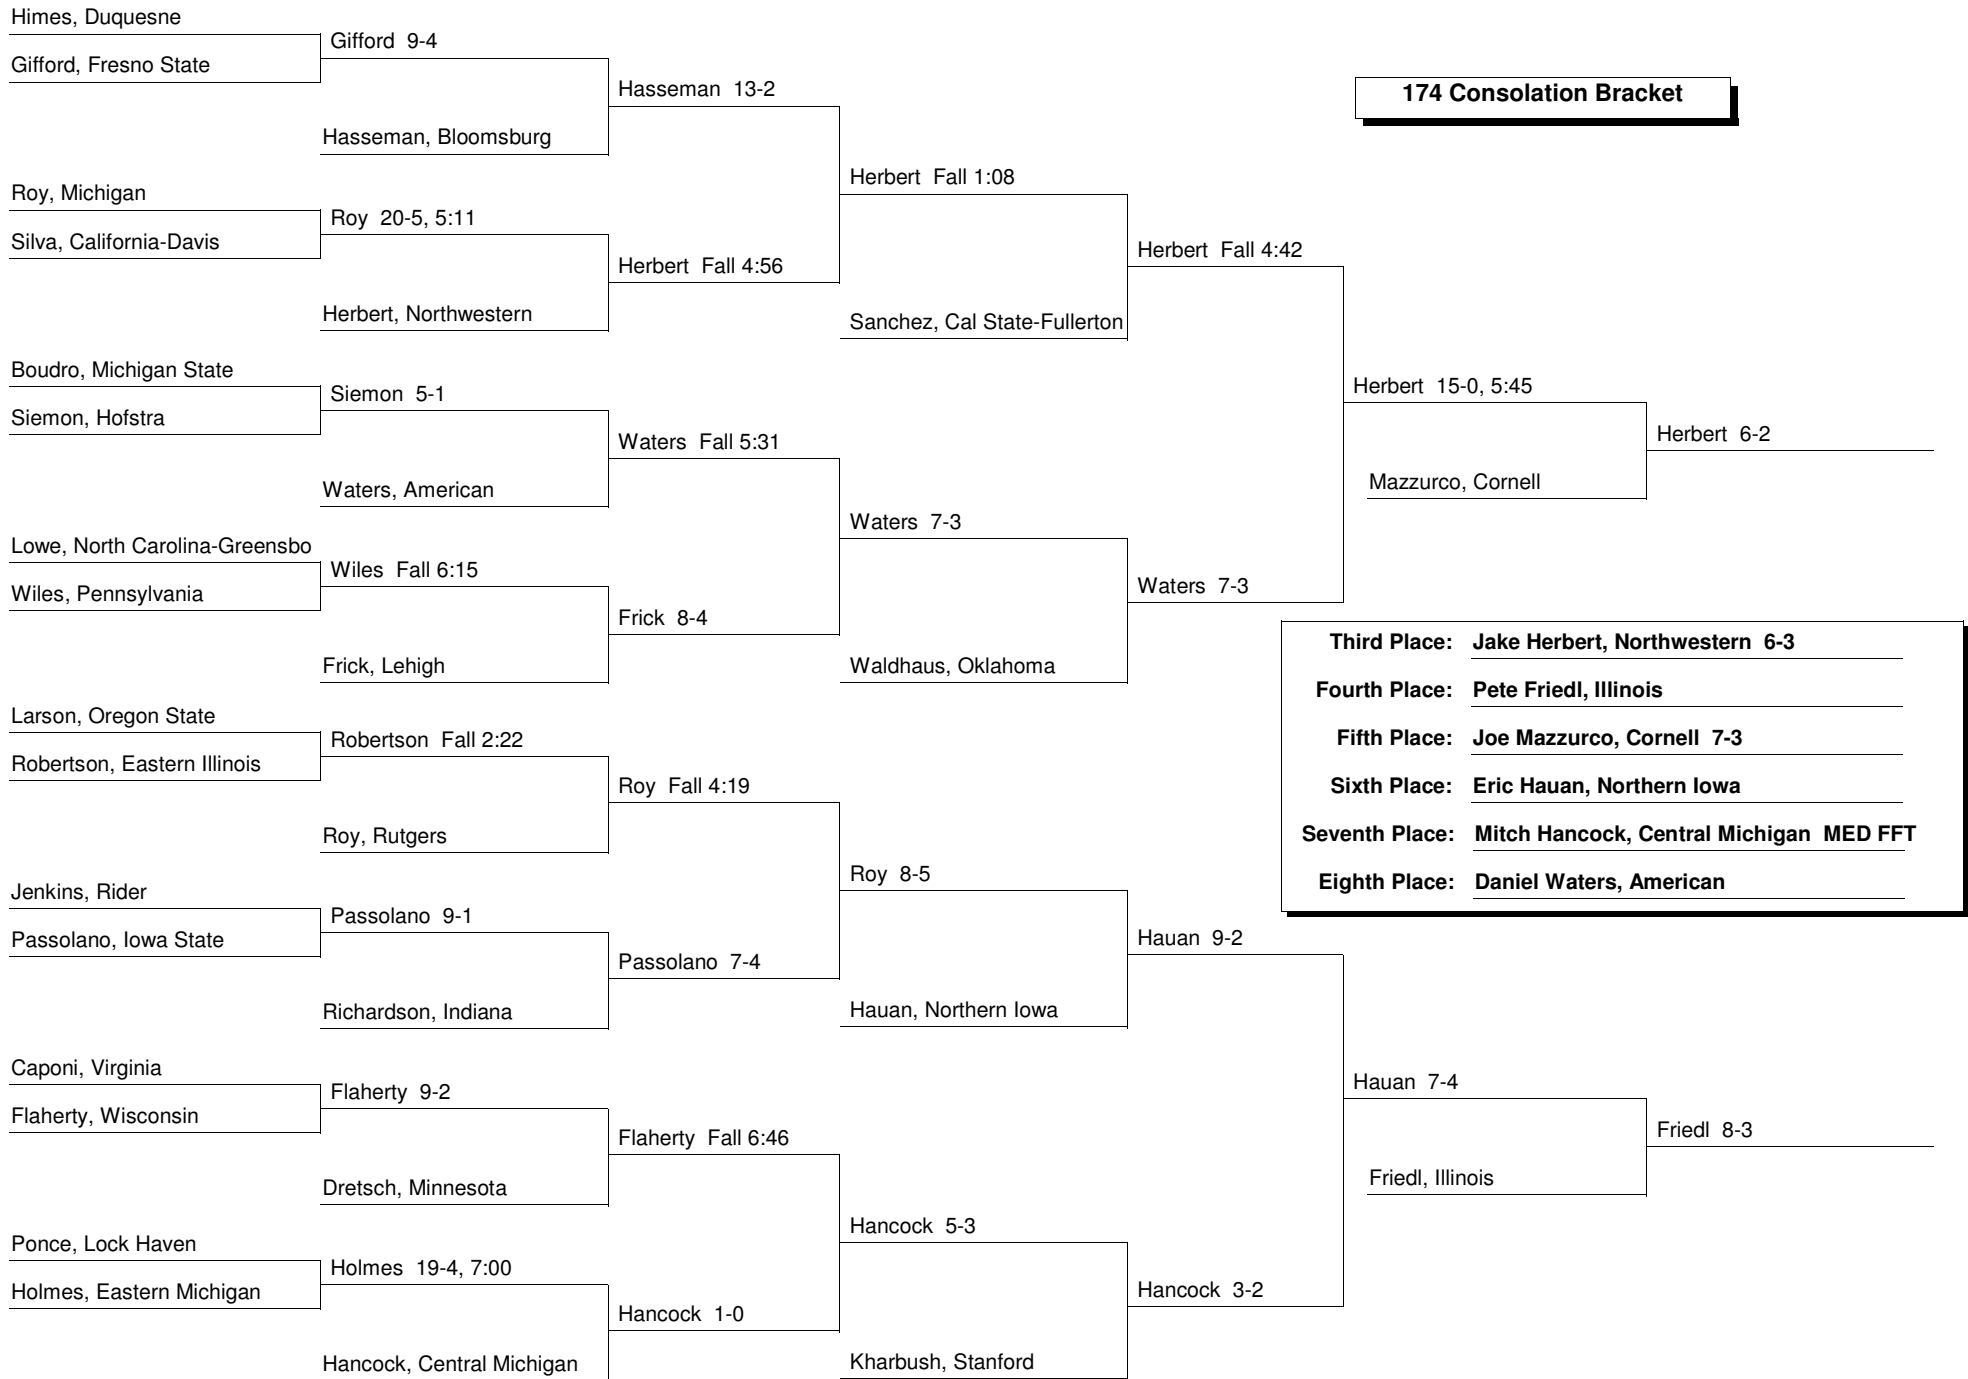 Himes, Duquesne
Gifford 9-4
Gifford, Fresno State
Hasseman 13-2
174 Consolation Bracket
Hasseman, Bloomsburg
Herbert Fall 1:08
Roy, Michigan
Roy 20-5, 5:11
Silva, California-Davis
Herbert Fall 4:42
Herbert Fall 4:56
Herbert, Northwestern
Sanchez, Cal State-Fullerton
Boudro, Michigan State
Siemon 5-1
Herbert 15-0, 5:45
Siemon, Hofstra
Waters Fall 5:31
Herbert 6-2
Waters, American
Mazzurco, Cornell
Waters 7-3
Lowe, North Carolina-Greensbo
Wiles Fall 6:15
Wiles, Pennsylvania
Waters 7-3
Frick 8-4
Frick, Lehigh
Waldhaus, Oklahoma
Third Place: Jake Herbert, Northwestern 6-3
Fourth Place: Pete Friedl, Illinois
Fifth Place: Joe Mazzurco, Cornell 7-3
Sixth Place: Eric Hauan, Northern Iowa
Seventh Place: Mitch Hancock, Central Michigan MED FFT
Eighth Place: Daniel Waters, American
Larson, Oregon State
Robertson Fall 2:22
Robertson, Eastern Illinois
Roy Fall 4:19
Roy, Rutgers
Roy 8-5
Jenkins, Rider
Passolano 9-1
Passolano, Iowa State
Hauan 9-2
Passolano 7-4
Richardson, Indiana
Hauan, Northern Iowa
Caponi, Virginia
Flaherty 9-2
Hauan 7-4
Flaherty, Wisconsin
Flaherty Fall 6:46
Friedl 8-3
Dretsch, Minnesota
Friedl, Illinois
Hancock 5-3
Ponce, Lock Haven
Holmes 19-4, 7:00
Holmes, Eastern Michigan
Hancock 3-2
Hancock 1-0
Hancock, Central Michigan
Kharbush, Stanford